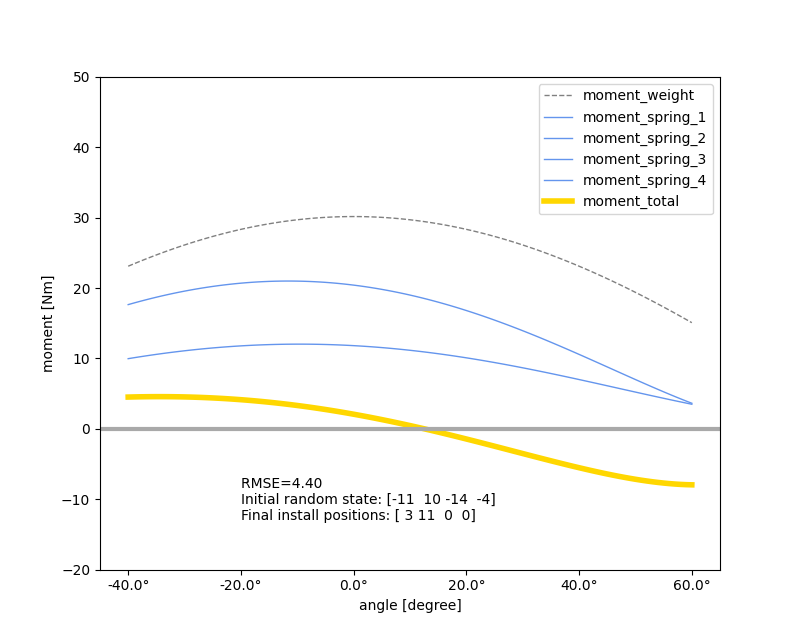 50
40
30
20
10
0
−10
−20
moment [Nm]
moment_weight
moment_spring_1
moment_spring_2
moment_spring_3
moment_spring_4
moment_total
RMSE=4.40
Initial random state: [-11  10 -14  -4]
Final install positions: [ 3 11  0  0]
-40.0° -20.0° 0.0° 20.0° 40.0° 60.0°
angle [degree]